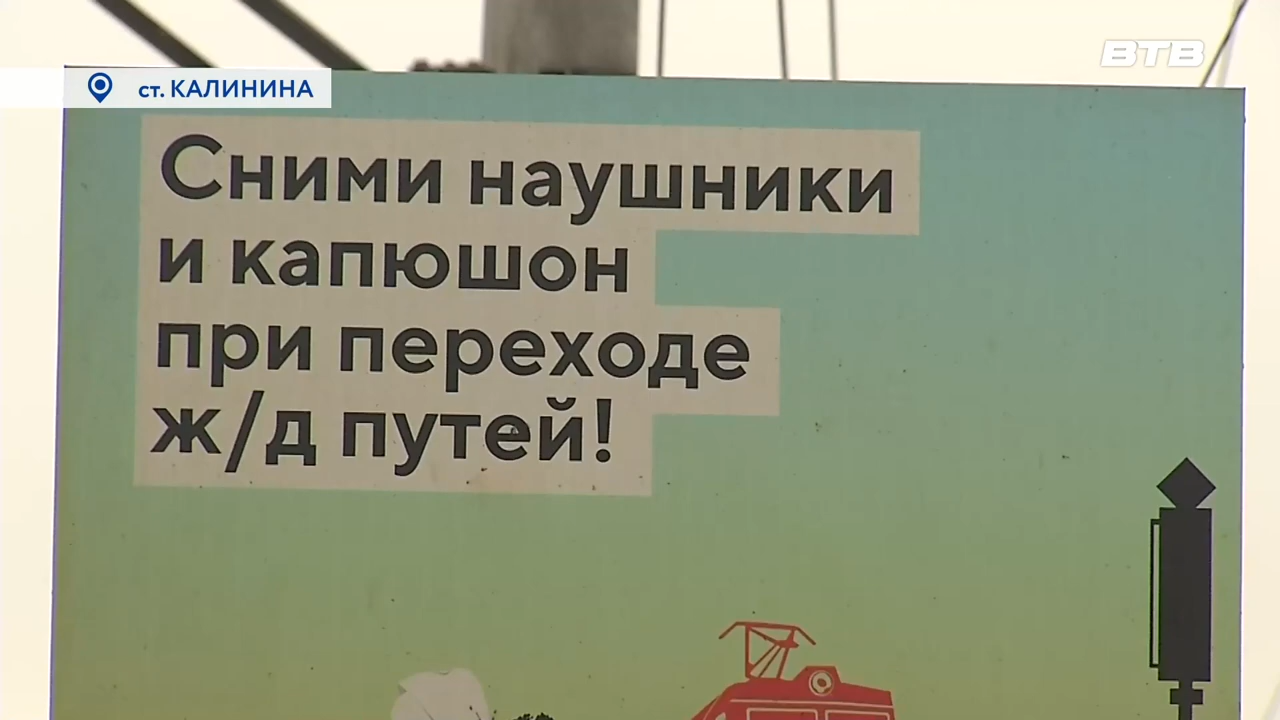 ст. КАЛИНИНА
ВТВ
Сними наушники
и капюшон
при переходе
ж/д путей!